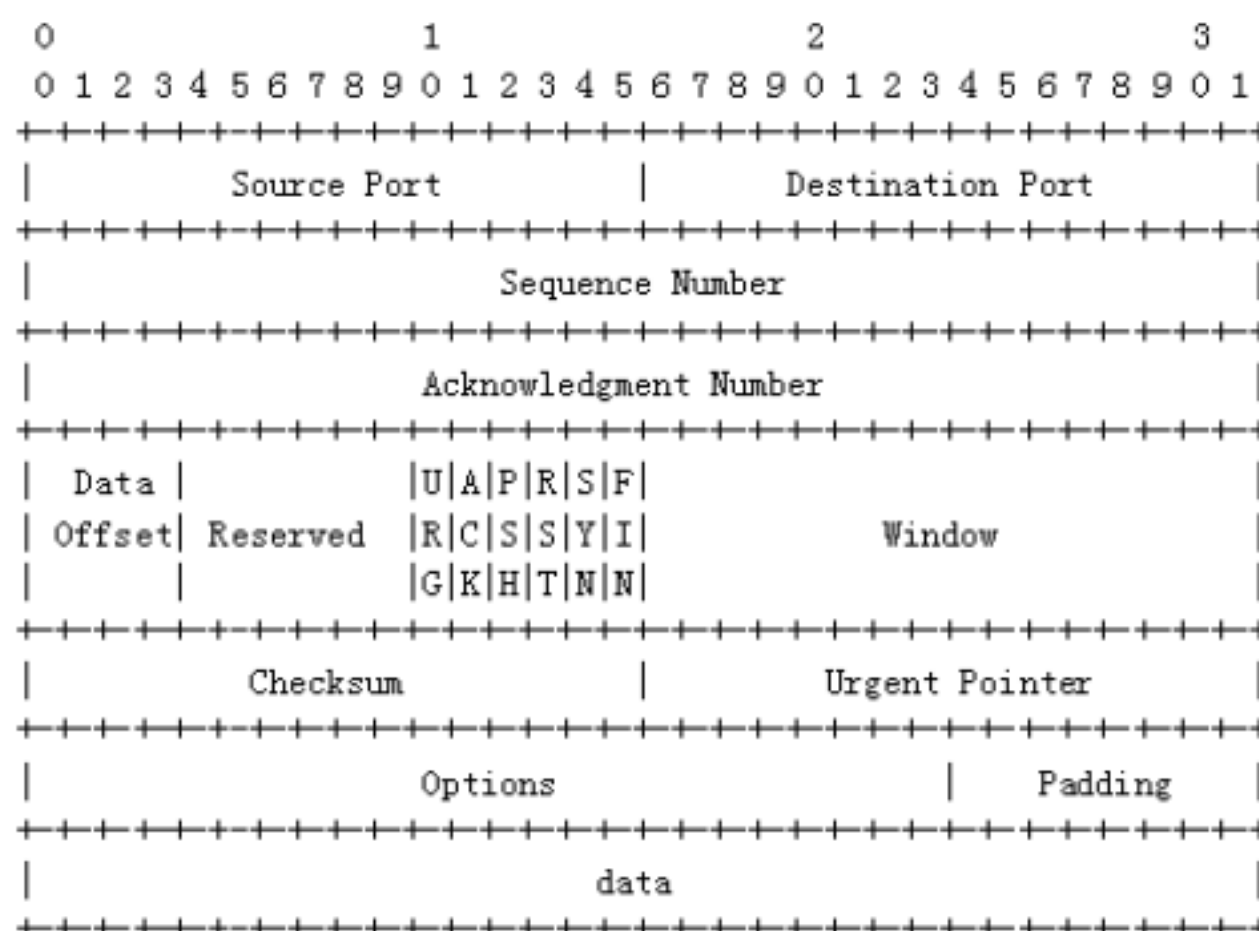 0                   1                   2                   3
0 1 2 3 4 5 6 7 8 9 0 1 2 3 4 5 6 7 8 9 0 1 2 3 4 5 6 7 8 9 0 1
+-+-+-+-+-+-+-+-+-+-+-+-+-+-+-+-+-+-+-+-+-+-+-+-+-+-+-+-+-+-+-+-+
|          Source Port          |       Destination Port        |
+-+-+-+-+-+-+-+-+-+-+-+-+-+-+-+-+-+-+-+-+-+-+-+-+-+-+-+-+-+-+-+-+
|                        Sequence Number                        |
+-+-+-+-+-+-+-+-+-+-+-+-+-+-+-+-+-+-+-+-+-+-+-+-+-+-+-+-+-+-+-+-+
|                    Acknowledgment Number                      |
+-+-+-+-+-+-+-+-+-+-+-+-+-+-+-+-+-+-+-+-+-+-+-+-+-+-+-+-+-+-+-+-+
|  Data |           |U|A|P|R|S|F|                               |
| Offset| Reserved  |R|C|S|S|Y|I|            Window             |
|       |           |G|K|H|T|N|N|                               |
+-+-+-+-+-+-+-+-+-+-+-+-+-+-+-+-+-+-+-+-+-+-+-+-+-+-+-+-+-+-+-+-+
|           Checksum            |         Urgent Pointer        |
+-+-+-+-+-+-+-+-+-+-+-+-+-+-+-+-+-+-+-+-+-+-+-+-+-+-+-+-+-+-+-+-+
|                    Options                    |    Padding    |
+-+-+-+-+-+-+-+-+-+-+-+-+-+-+-+-+-+-+-+-+-+-+-+-+-+-+-+-+-+-+-+-+
|                             data                              |
+-+-+-+-+-+-+-+-+-+-+-+-+-+-+-+-+-+-+-+-+-+-+-+-+-+-+-+-+-+-+-+-+